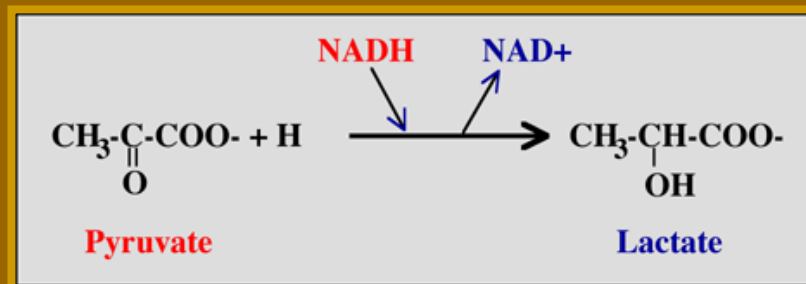 NADH NAD+
CH3-C-COO- + H CH3-CH-COO-
O OH
Pyruvate Lactate